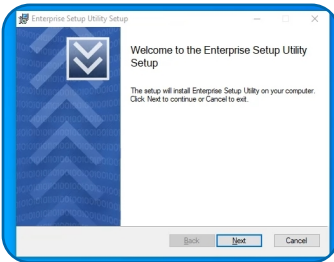 Enterprise Setup Utility Setup
Welcome to the Enterprise Setup Utility
Setup
The setup will install Enterprise Setup Utility on your computer.
Click Next to continue or Cancel to exit.
Back
Next
Cancel